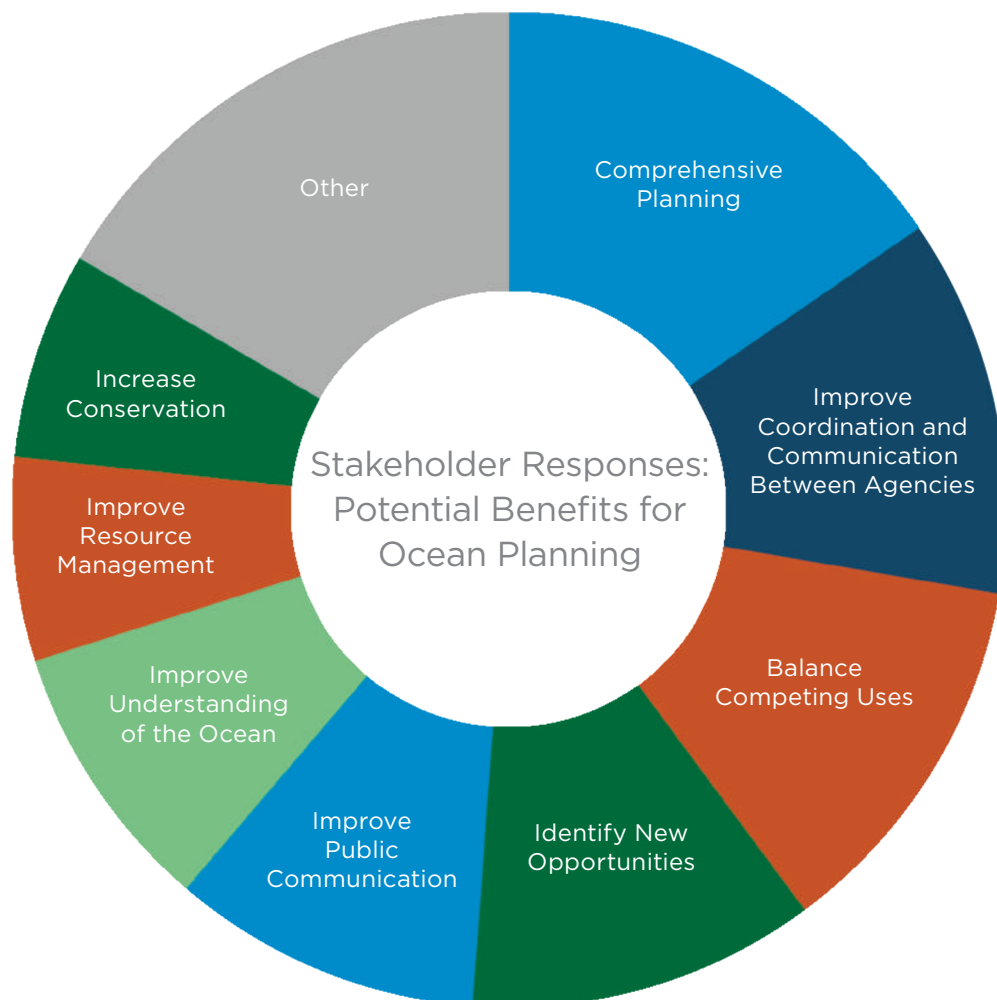 Stakeholder Responses:
Potential Benefits for
Ocean Planning
Comprehensive
Planning
Improve
Coordination and
Communication
Between Agencies
Balance
Competing Uses
Identify New
Opportunities
Improve
Public
Communication
Improve
Understanding
of the Ocean
Improve
Resource
Management
Increase
Conservation
Other